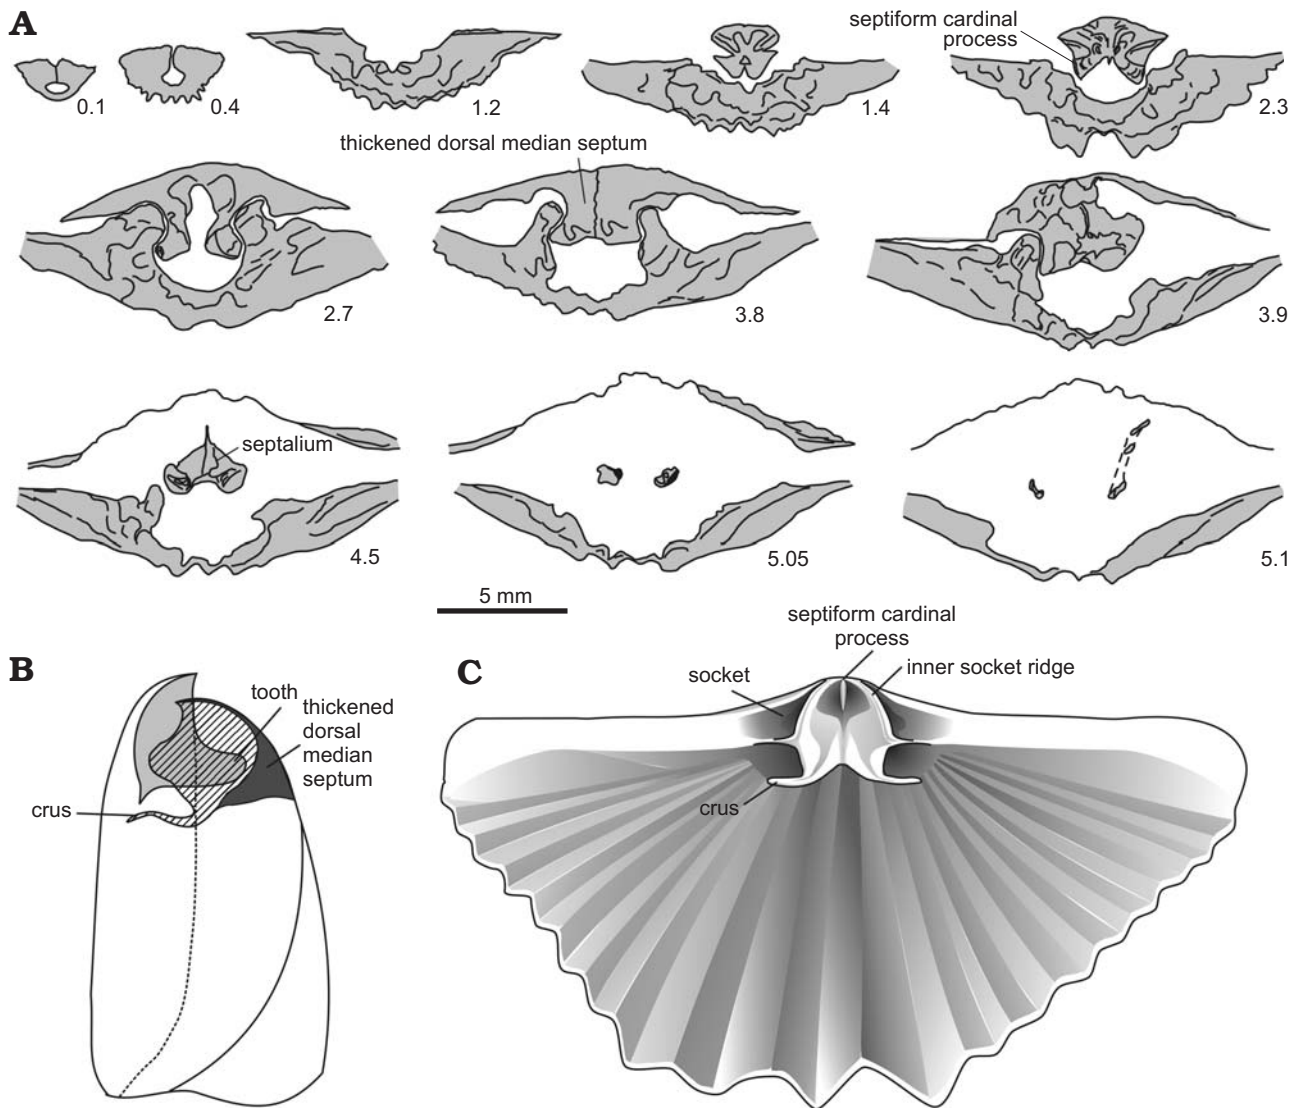 A
0.1
0.4
1.2
1.4
septiform cardinal
process
2.3
thickened dorsal median septum
2.7
3.8
3.9
septalium
4.5
5.05
5.1
5 mm
B
tooth
thickened
dorsal
median
septum
crus
C
septiform cardinal
process
socket
inner socket ridge
crus